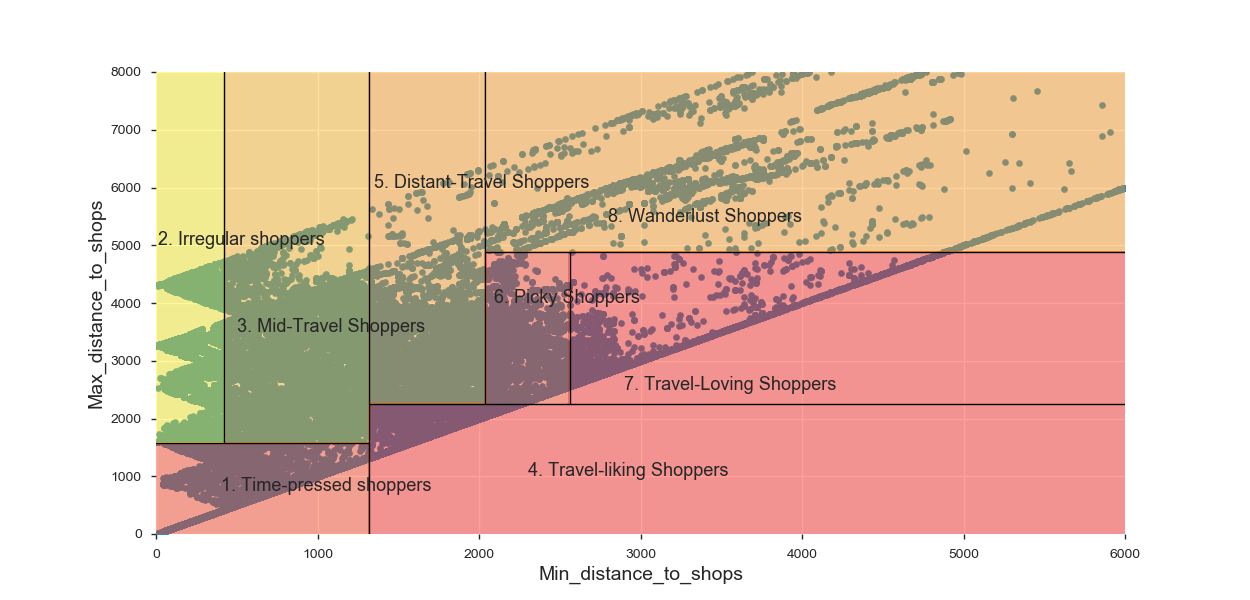 8000
7000
6000
5000
4000
3000
2000
1000
0
Max_distance_to_shops
5. Distant-Travel Shoppers
8. Wanderlust Shoppers
2. Irregular shoppers
6. Picky Shoppers
3. Mid-Travel Shoppers
7. Travel-Loving Shoppers
4. Travel-liking Shoppers
1. Time-pressed shoppers
0 1000 2000 3000 4000 5000 6000
Min_distance_to_shops